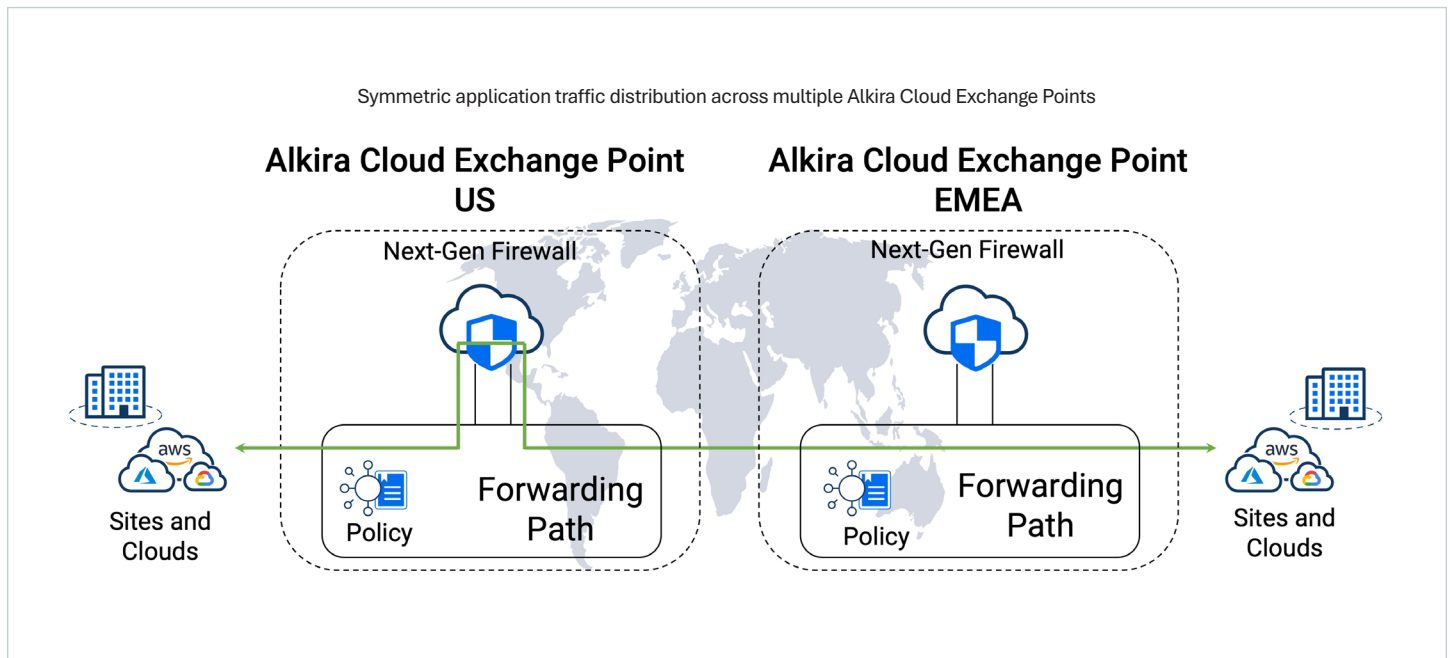 Symmetric application traffic distribution across multiple Alkira Cloud Exchange Points
Alkira Cloud Exchange Point
US
Alkira Cloud Exchange Point
EMEA
Next-Gen Firewall
Next-Gen Firewall
aws
Sites and
Clouds
Policy
Forwarding
Path
Policy
Forwarding
Path
aws
Sites and
Clouds